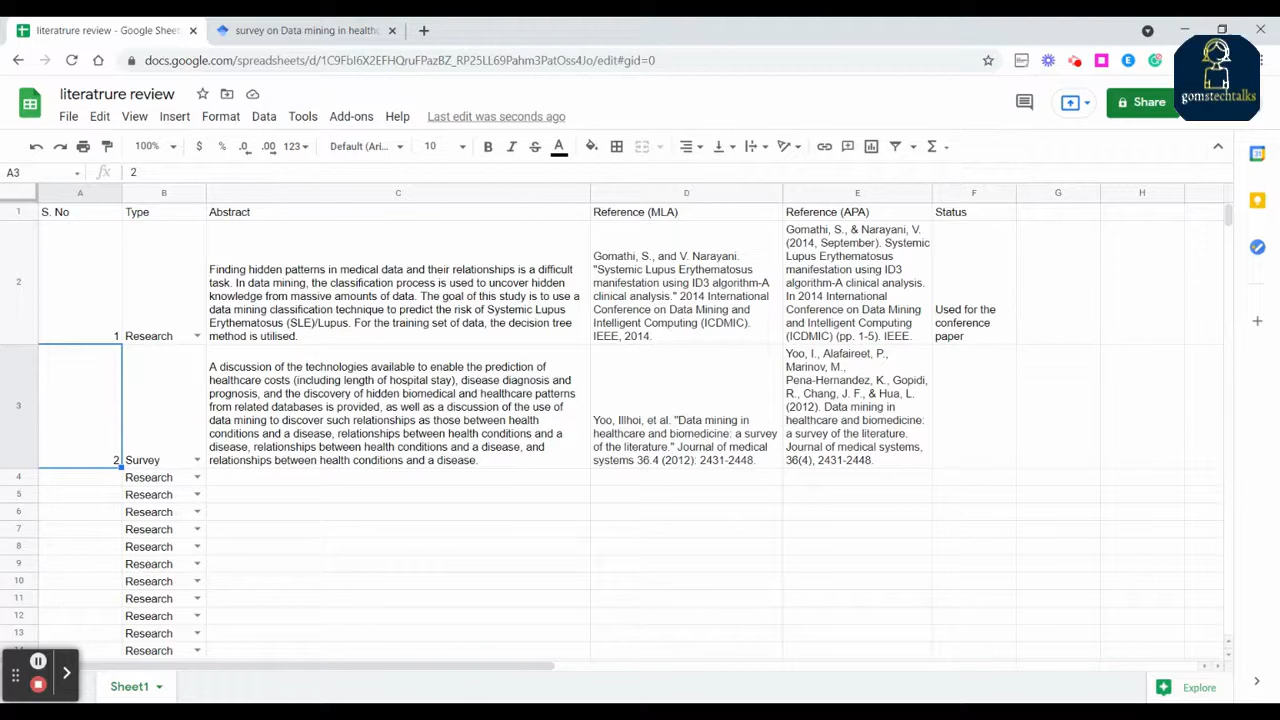 literatrure review - Google Sheet
survey on Data mining in health
docs.google.com/spreadsheets/d/1C9FbI6X2EFH
ruFPazBZ_RP25LL69Pahm3PatOss4Jo/edit#gid=0
gomstechtalks
literatrure review
Share
File Edit View Insert Format Data Tools Add-ons Help Last edit was seconds ago
100% $ % .0 .00 123 Default (Ari... 10 B I S A
A3 fx 2
A B C D E F G H
1 S. No Type Abstract Reference (MLA) Reference (APA) Status
2
1
Research
Finding hidden patterns in medical data and their relationships is a difficult
task. In data mining, the classification process is used to uncover hidden
knowledge from massive amounts of data. The goal of this study is to use a
data mining classification technique to predict the risk of Systemic Lupus
Erythematosus (SLE)/Lupus. For the training set of data, the decision tree
method is utilised.
Gomathi, S., and V. Narayani.
"Systemic Lupus Erythematosus
manifestation using ID3 algorithm-A
clinical analysis." 2014 International
Conference on Data Mining and
Intelligent Computing (ICDMIC).
IEEE, 2014.
Gomathi, S., & Narayani, V.
(2014, September). Systemic
Lupus Erythematosus
manifestation using ID3
algorithm-A clinical analysis.
In 2014 International
Conference on Data Mining
and Intelligent Computing
(ICDMIC) (pp. 1-5). IEEE.
Used for the
conference
paper
3
2
Survey
A discussion of the technologies available to enable the prediction of
healthcare costs (including length of hospital stay), disease diagnosis and
prognosis, and the discovery of hidden biomedical and healthcare patterns
from related databases is provided, as well as a discussion of the use of
data mining to discover such relationships as those between health
conditions and a disease, relationships between health conditions and a
disease, relationships between health conditions and a disease, and
relationships between health conditions and a disease.
Yoo, Illhoi, et al. "Data mining in
healthcare and biomedicine: a survey
of the literature." Journal of medical
systems 36.4 (2012): 2431-2448.
Yoo, I., Alafaireet, P.,
Marinov, M.,
Pena-Hernandez, K., Gopidi,
R., Chang, J. F., & Hua, L.
(2012). Data mining in
healthcare and biomedicine:
a survey of the literature.
Journal of medical systems,
36(4), 2431-2448.
4 Research
5 Research
6 Research
7 Research
8 Research
9 Research
10 Research
11 Research
12 Research
13 Research
Research
Sheet1
Explore